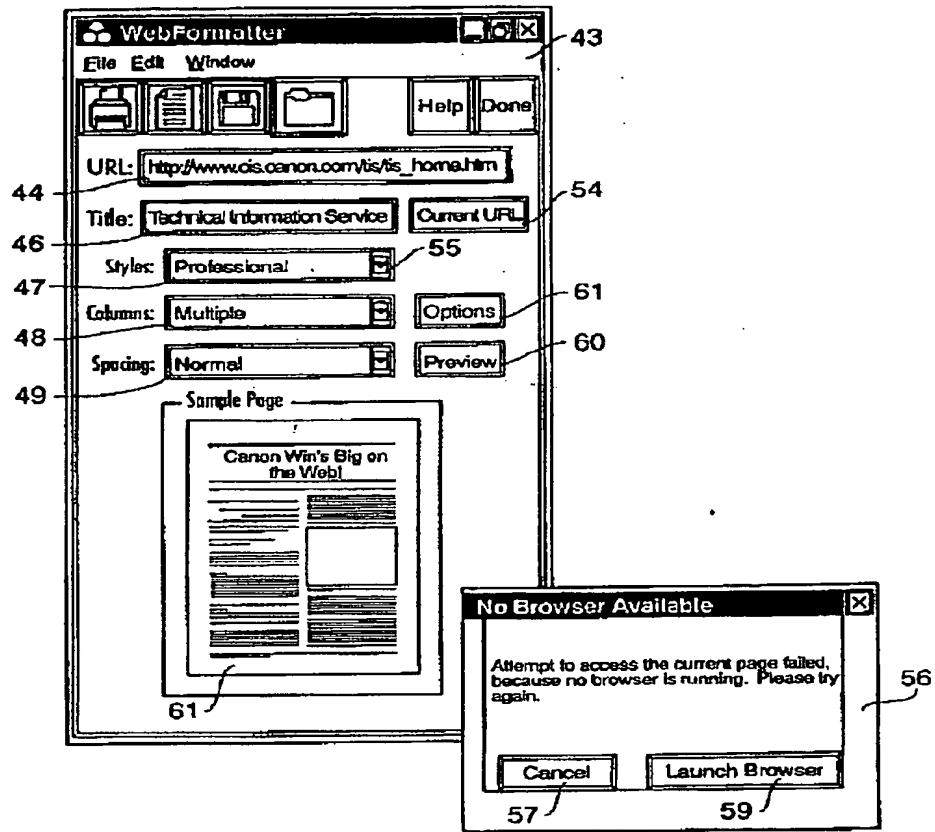 WebFormatter
43
File Edit Window
Help Done
URL: http://www.cis.canon.com/tis/tis_home.htm
44
54
Title: Technical Information Service Current URL
46
55
Styles: Professional
47
61
Columns: Multiple Options
48
60
Spacing: Normal Preview
49
Sample Page
Canon Win's Big on
the Web!
61
No Browser Available
Attempt to access the current page failed,
because no browser is running. Please try
again.
56
Cancel Launch Browser
57
59